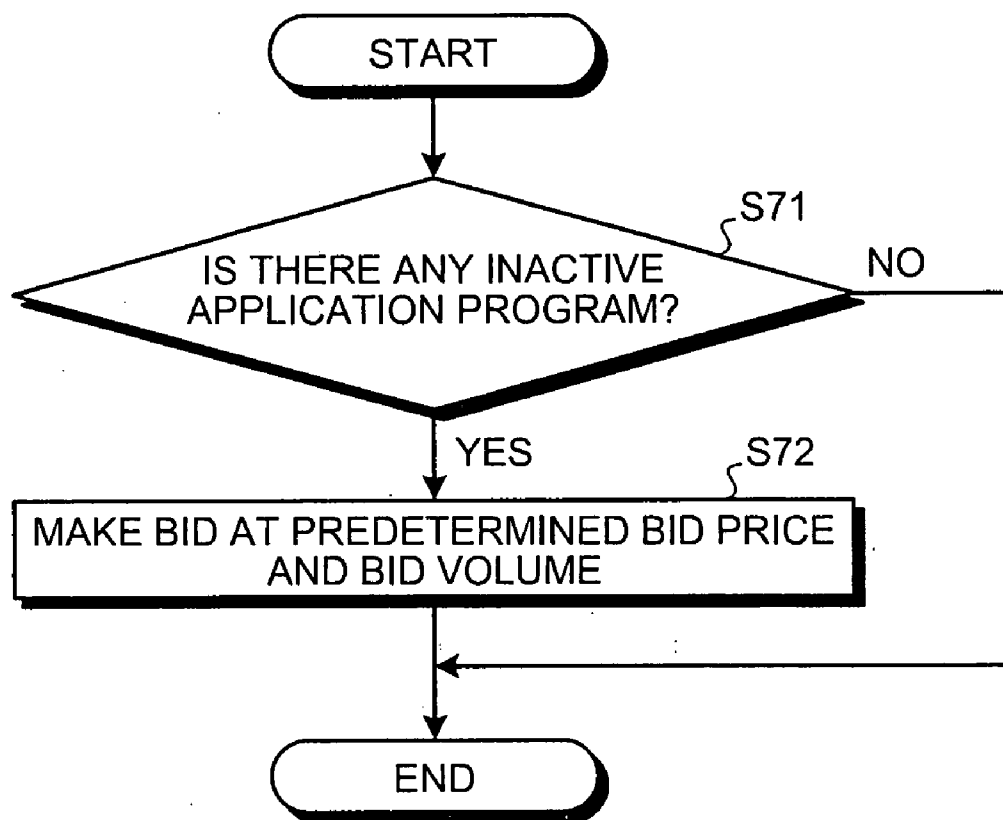 START
S71
IS THERE ANY INACTIVE
APPLICATION PROGRAM?
NO
YES
S72
MAKE BID AT PREDETERMINED BID PRICE
AND BID VOLUME
END